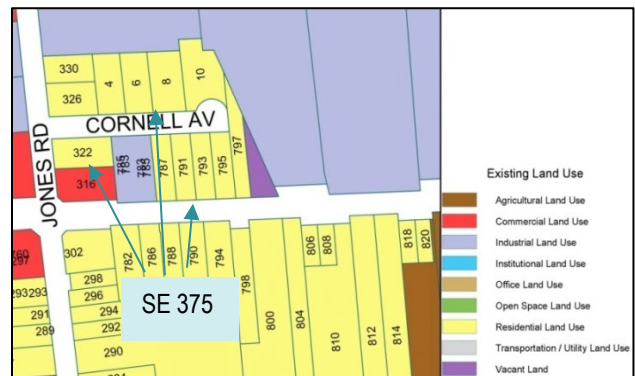 330
326
4
6
8
10
CORNELL AV
JONES RD
322
316
787
791
793
795
797
302
782
786
788
790
794
798
806
808
818
820
298
296
294
292
290
293293
291
289
297
800
804
810
812
814
SE 375
Existing Land Use
Agricultural Land Use
Commercial Land Use
Industrial Land Use
Institutional Land Use
Office Land Use
Open Space Land Use
Residential Land Use
Transportation / Utility Land Use
Vacant Land